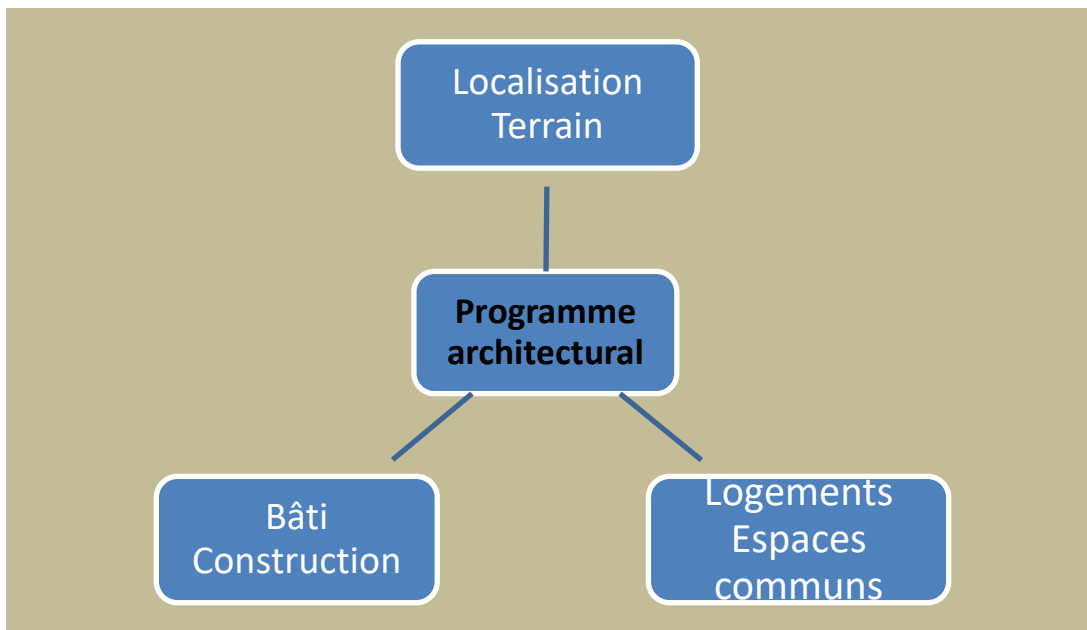 Localisation
Terrain
Programme
architectural
Bâti
Construction
Logements
Espaces
communs